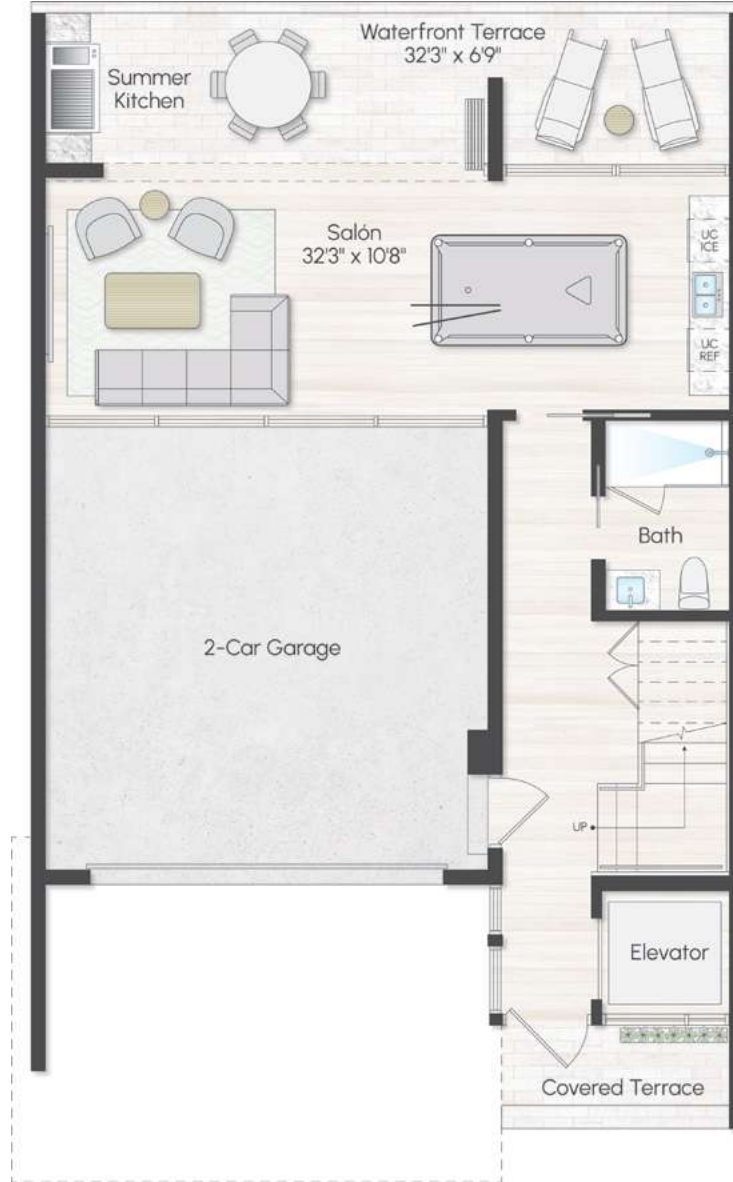 Waterfront Terrace
32'3" x 6'9"
Summer
Kitchen
Salón
32'3" x 10'8"
UC
ICE
UC
REF
Bath
2-Car Garage
UP
Elevator
Covered Terrace